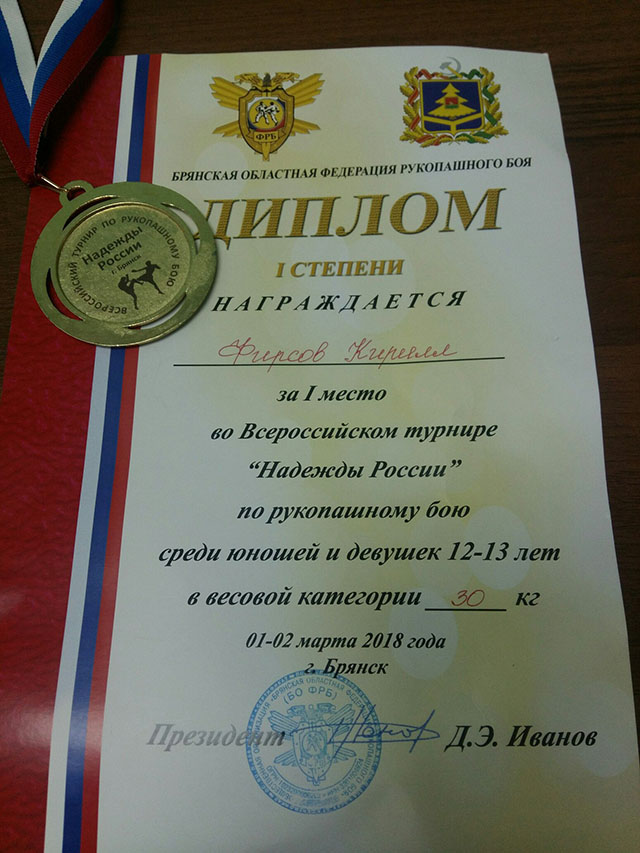 ФРБ
БРЯНСКАЯ ОБЛАСТНАЯ ФЕДЕРАЦИЯ РУКОПАШНОГО БОЯ
ДИПЛОМ
I СТЕПЕНИ
НАГРАЖДАЕТСЯ
ВСЕРОССИЙСКИЙ ТУРНИР ПО РУКОПАШНОМУ БОЮ
Надежды
России
г. Брянск
Фирсов Кирилл
за I место
во Всероссийском турнире
“Надежды России”
по рукопашному бою
среди юношей и девушек 12-13 лет
в весовой категории 30 кг
01-02 марта 2018 года
г. Брянск
(БО ФРБ)
Президент Д.Э. Иванов